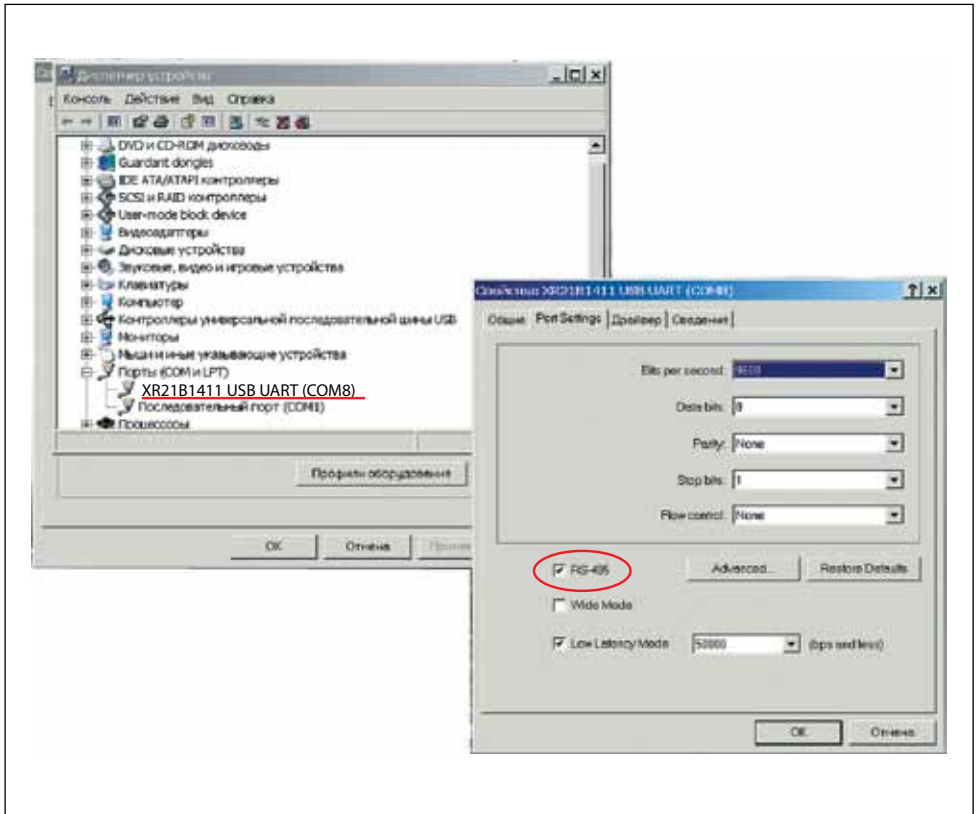 Диспетчер устройств
Консоль Действие Вид Справка
DVD и CD-ROM дисководы
Guardant dongles
IDE ATA/ATAPI контроллеры
SCSI и RAID контроллеры
User-mode block device
Видеоадаптеры
Дисковые устройства
Звуковые, видео и игровые устройства
Клавиатуры
Компьютер
Контроллеры универсальной последовательной шины USB
Мониторы
Мыши и иные указывающие устройства
Порты (COM и LPT)
XR21B1411 USB UART (COM8)
Последовательный порт (COM1)
Процессоры
Профили оборудования
ОК Отмена
Свойства: XR21B1411 USB UART (COM8)
Общие Port Settings Драйвер Сведения
Bits per second: 9600
Data bits: 8
Parity: None
Stop bits: 1
Flow control: None
RS-485 Advanced... Restore Defaults
Wide Mode
Low Latency Mode 50000 (bps and less)
ОК Отмена